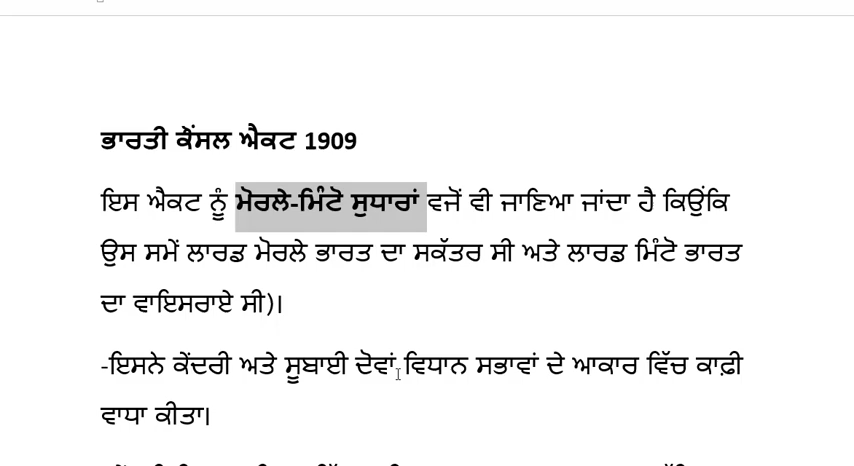 ਭਾਰਤੀ ਕੌਂਸਲ ਐਕਟ 1909
ਇਸ ਐਕਟ ਨੂੰ ਮੋਰਲੇ-ਮਿੰਟੋ ਸੁਧਾਰਾਂ ਵਜੋਂ ਵੀ ਜਾਣਿਆ ਜਾਂਦਾ ਹੈ ਕਿਉਂਕਿ
ਉਸ ਸਮੇਂ ਲਾਰਡ ਮੋਰਲੇ ਭਾਰਤ ਦਾ ਸਕੱਤਰ ਸੀ ਅਤੇ ਲਾਰਡ ਮਿੰਟੋ ਭਾਰਤ
ਦਾ ਵਾਇਸਰਾਏ ਸੀ)।
-ਇਸਨੇ ਕੇਂਦਰੀ ਅਤੇ ਸੂਬਾਈ ਦੋਵਾਂ ਵਿਧਾਨ ਸਭਾਵਾਂ ਦੇ ਆਕਾਰ ਵਿੱਚ ਕਾਫ਼ੀ
ਵਾਧਾ ਕੀਤਾ।